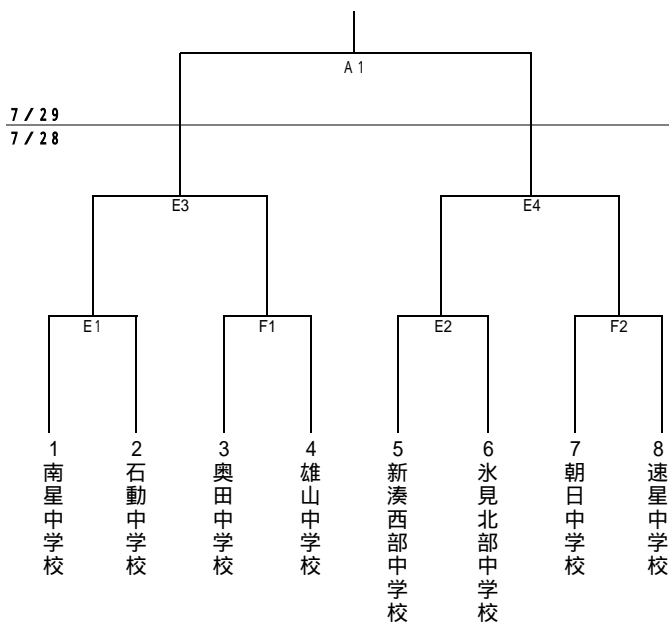 A1
7/29
7/28
E3
E4
E1
F1
E2
F2
1 南星中学校
2 石動中学校
3 奥田中学校
4 雄山中学校
5 新湊西部中学校
6 氷見北部中学校
7 朝日中学校
8 速星中学校